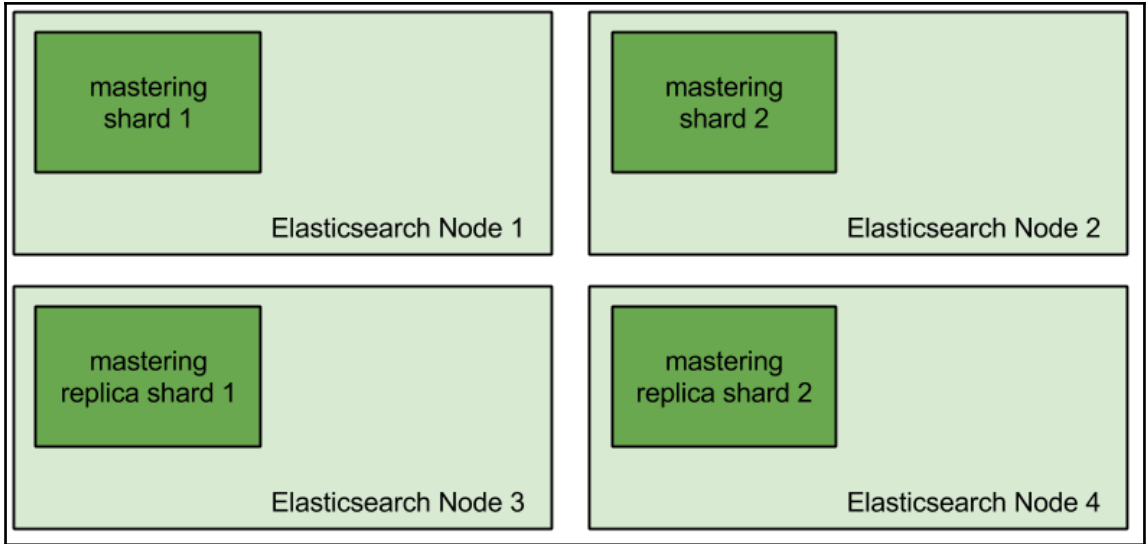 mastering
shard 1
Elasticsearch Node 1
mastering
shard 2
Elasticsearch Node 2
mastering
replica shard 1
Elasticsearch Node 3
mastering
replica shard 2
Elasticsearch Node 4